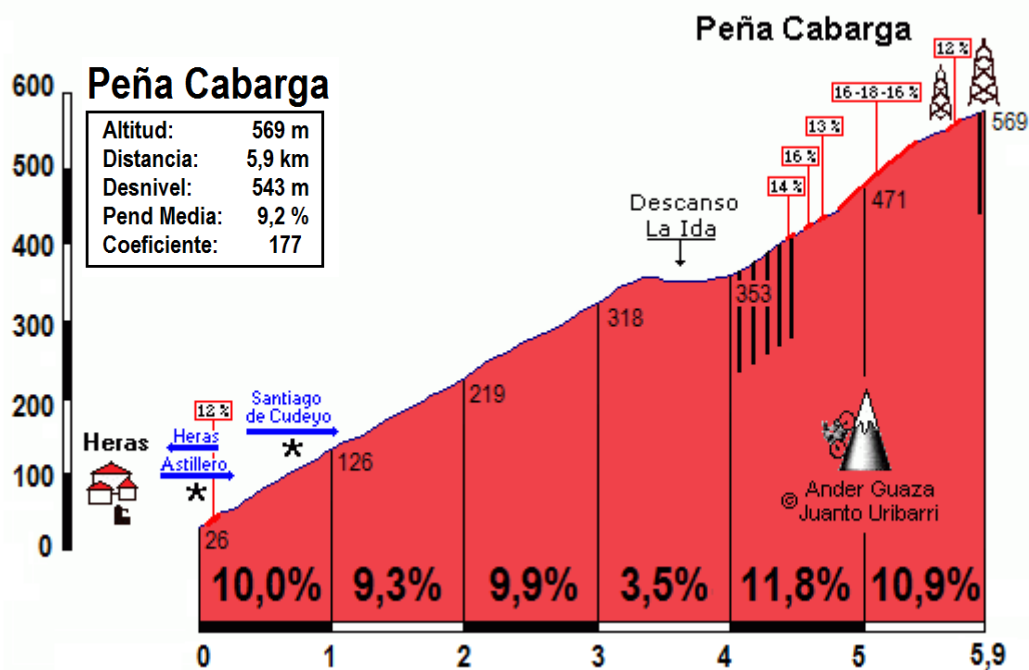 Peña Cabarga
Peña Cabarga
Altitud: 569 m
Distancia: 5,9 km
Desnivel: 543 m
Pend Media: 9,2 %
Coeficiente: 177
600
500
400
300
200
100
0
12 %
16-18-16 %
13 %
16 %
14 %
569
471
Descanso
La Ida
353
318
219
126
26
12 %
Santiago
de Cudeyo
*
Heras
Heras
Astillero
*
© Ander Guaza
Juanto Uribarri
10,0% 9,3% 9,9% 3,5% 11,8% 10,9%
0 1 2 3 4 5 5,9